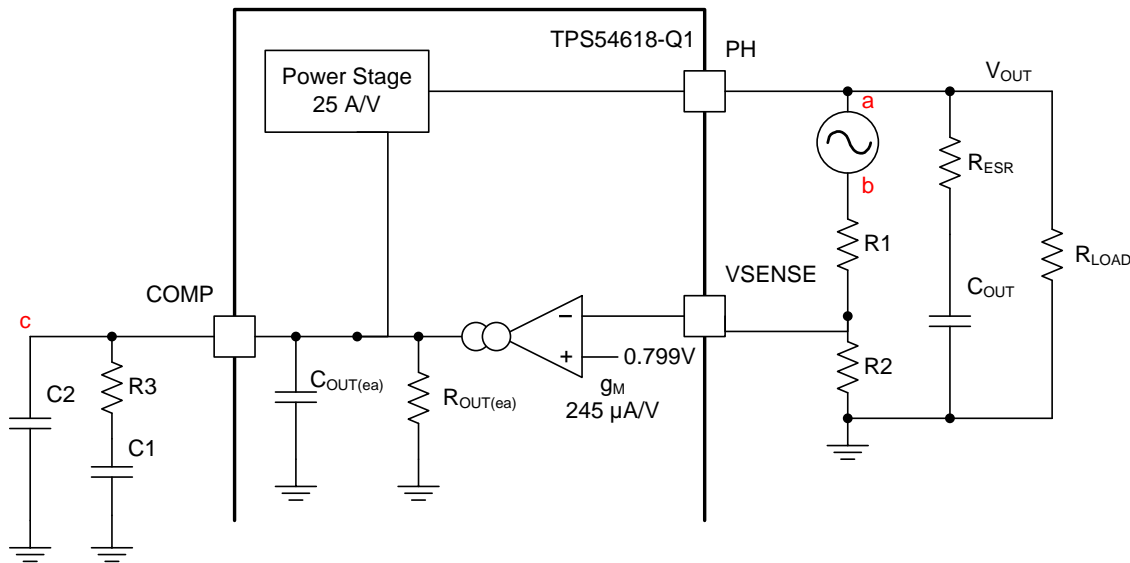 TPS54618-Q1
PH
Power Stage
25 A/V
VOUT
a
b
RESR
R1
RLOAD
VSENSE
COUT
COMP
c
R2
0.799V
gM
245 µA/V
COUT(ea)
ROUT(ea)
C2
R3
C1